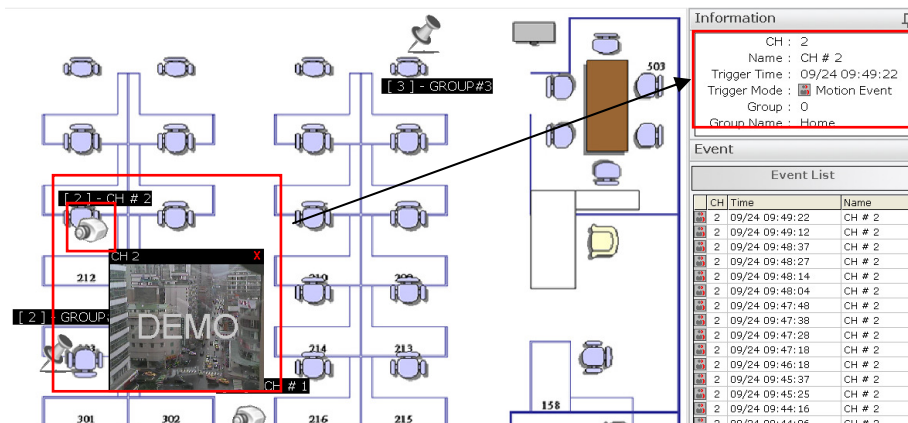 Information
CH : 2
Name : CH # 2
Trigger Time : 09/24 09:49:22
Trigger Mode : Motion Event
Group : 0
Group Name : Home
Event
Event List
CH Time Name
2 09/24 09:49:22 CH # 2
2 09/24 09:49:12 CH # 2
2 09/24 09:48:37 CH # 2
2 09/24 09:48:27 CH # 2
2 09/24 09:48:14 CH # 2
2 09/24 09:48:04 CH # 2
2 09/24 09:47:48 CH # 2
2 09/24 09:47:38 CH # 2
2 09/24 09:47:28 CH # 2
2 09/24 09:47:18 CH # 2
2 09/24 09:46:18 CH # 2
2 09/24 09:45:37 CH # 2
2 09/24 09:45:25 CH # 2
2 09/24 09:44:16 CH # 2
503
[ 3 ] - GROUP#3
[ 2 ] - CH # 2
CH 2 X
212
DEMO
[ 2 ] - GROUP
214 213
CH # 1
158
301 302 216 215